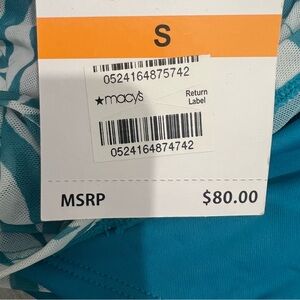 S
0524164875742
★macy's
Return
Label
0524164874742
MSRP
$80.00